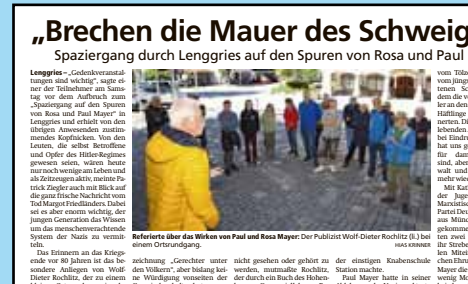 „Brechen die Mauer des Schweig
Spaziergang durch Lenggries auf den Spuren von Rosa und Paul
Lenggries – „Gedenkveranstal-
tungen sind wichtig“, sagte ei-
ner der Teilnehmer am Sams-
tag vor dem Aufbruch zum
„Spaziergang auf den Spuren
von Rosa und Paul Mayer“ in
Lenggries und erhielt von den
übrigen Anwesenden zustim-
mendes Kopfnicken. Von den
Leuten, die selbst Betroffene
und Opfer des Hitler-Regimes
gewesen seien, wären heute
nur noch wenige am Leben und
als Zeitzeugen aktiv, meinte Pa-
trick Ziegler auch mit Blick auf
die ganz frische Nachricht vom
Tod Margot Friedländers. Dabei
sei es aber enorm wichtig, der
jungen Generation das Wissen
um das menschenverachtende
System der Nazis zu vermit-
teln.
Das Erinnern an das Kriegs-
ende vor 80 Jahren ist das be-
sondere Anliegen von Wolf-
Dieter Rochlitz, der zu einem
Referierte über das Wirken von Paul und Rosa Mayer: Der Publizist Wolf-Dieter Rochlitz (li.) bei
einem Ortsrundgang.
HIAS KRINNER
zeichnung „Gerechter unter
den Völkern“, aber bislang kei-
ne Würdigung vonseiten der
nicht gesehen oder gehört zu
werden, mutmaßte Rochlitz,
der durch ein Buch des Hohen-
der einstigen Knabenschule
Station machte.
Paul Mayer hatte in seiner
vom Tölze
vom jüngs
tenen Sc
dem die v
ler an den
Häftlinge
nerten. Di
lebenden
bei Eindru
hat uns g
sind, aber
walt und
mehr wie
Mit Kat
der Juge
Marxistisc
Partei Deu
aus Münc
gekomme
ten zwei
ihr Streb
len Mitei
chen Ehru
Mayer di
wenig Mo